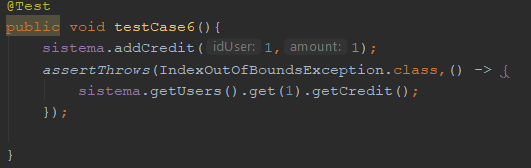 @Test
public void testCase6(){
sistema.addCredit( idUser: 1, amount: 1);
assertThrows(IndexOutOfBoundsException.class,() -> {
sistema.getUsers().get(1).getCredit();
});
}